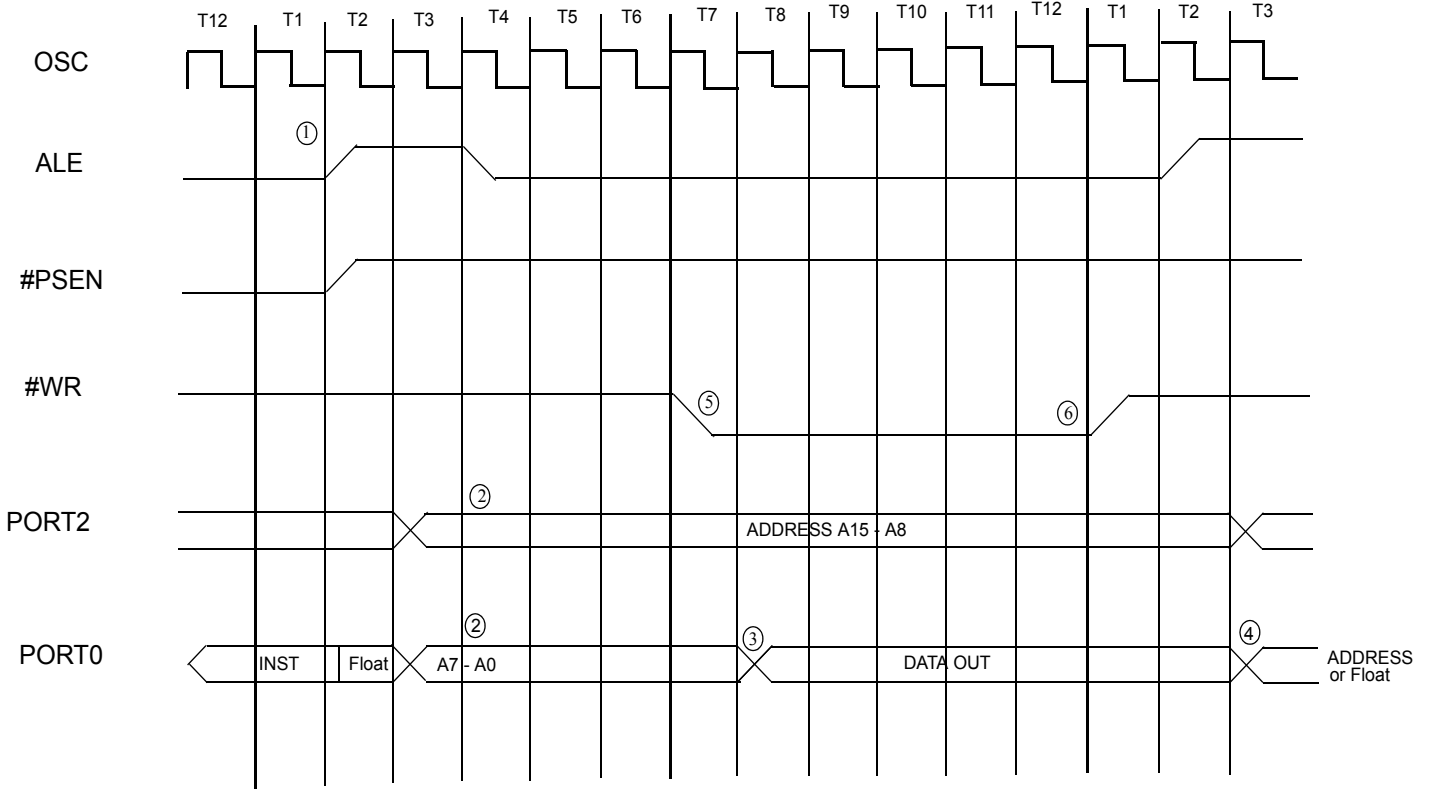 T12 T1 T2 T3 T4 T5 T6 T7 T8 T9 T10 T11 T12 T1 T2 T3
OSC
①
ALE
#PSEN
#WR
⑤
⑥
②
PORT2
ADDRESS A15 - A8
②
③
④
PORT0
INST
Float
A7 - A0
DATA OUT
ADDRESS
or Float